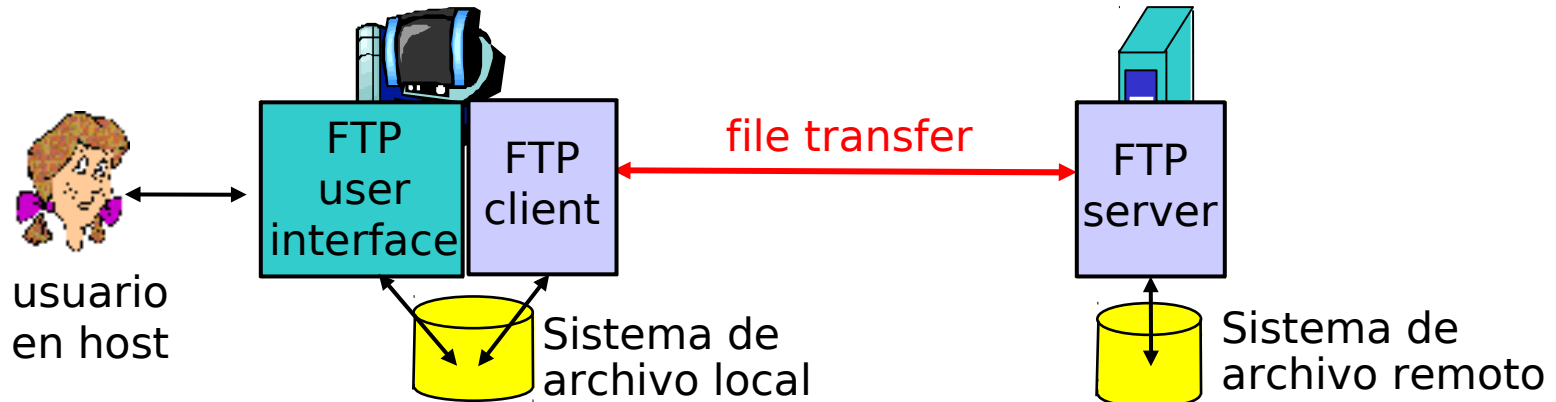 FTP
user
interface
FTP
client
file transfer
FTP
server
usuario
en host
Sistema de
archivo local
Sistema de
archivo remoto